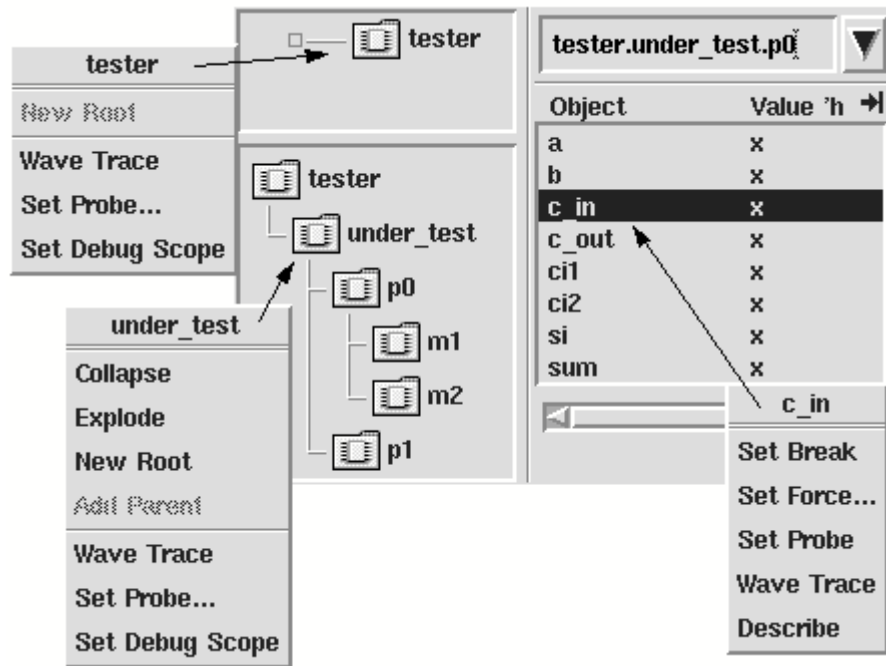 tester
New Root
Wave Trace
Set Probe...
Set Debug Scope
tester
tester
under_test
p0
m1
m2
p1
under_test
Collapse
Explode
New Root
Add Parent
Wave Trace
Set Probe...
Set Debug Scope
tester.under_test.p0
Object Value 'h
a x
b x
c_in x
c_out x
ci1 x
ci2 x
si x
sum x
c_in
Set Break
Set Force...
Set Probe
Wave Trace
Describe